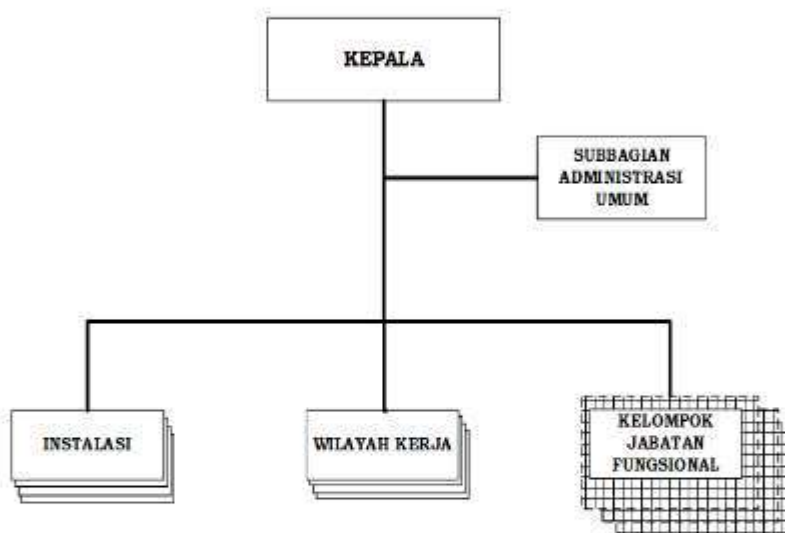 KEPALA
SUBBAGIAN
ADMINISTRASI
UMUM
INSTALASI
WILAYAH KERJA
KELOMPOK
JABATAN
FUNGSIONAL